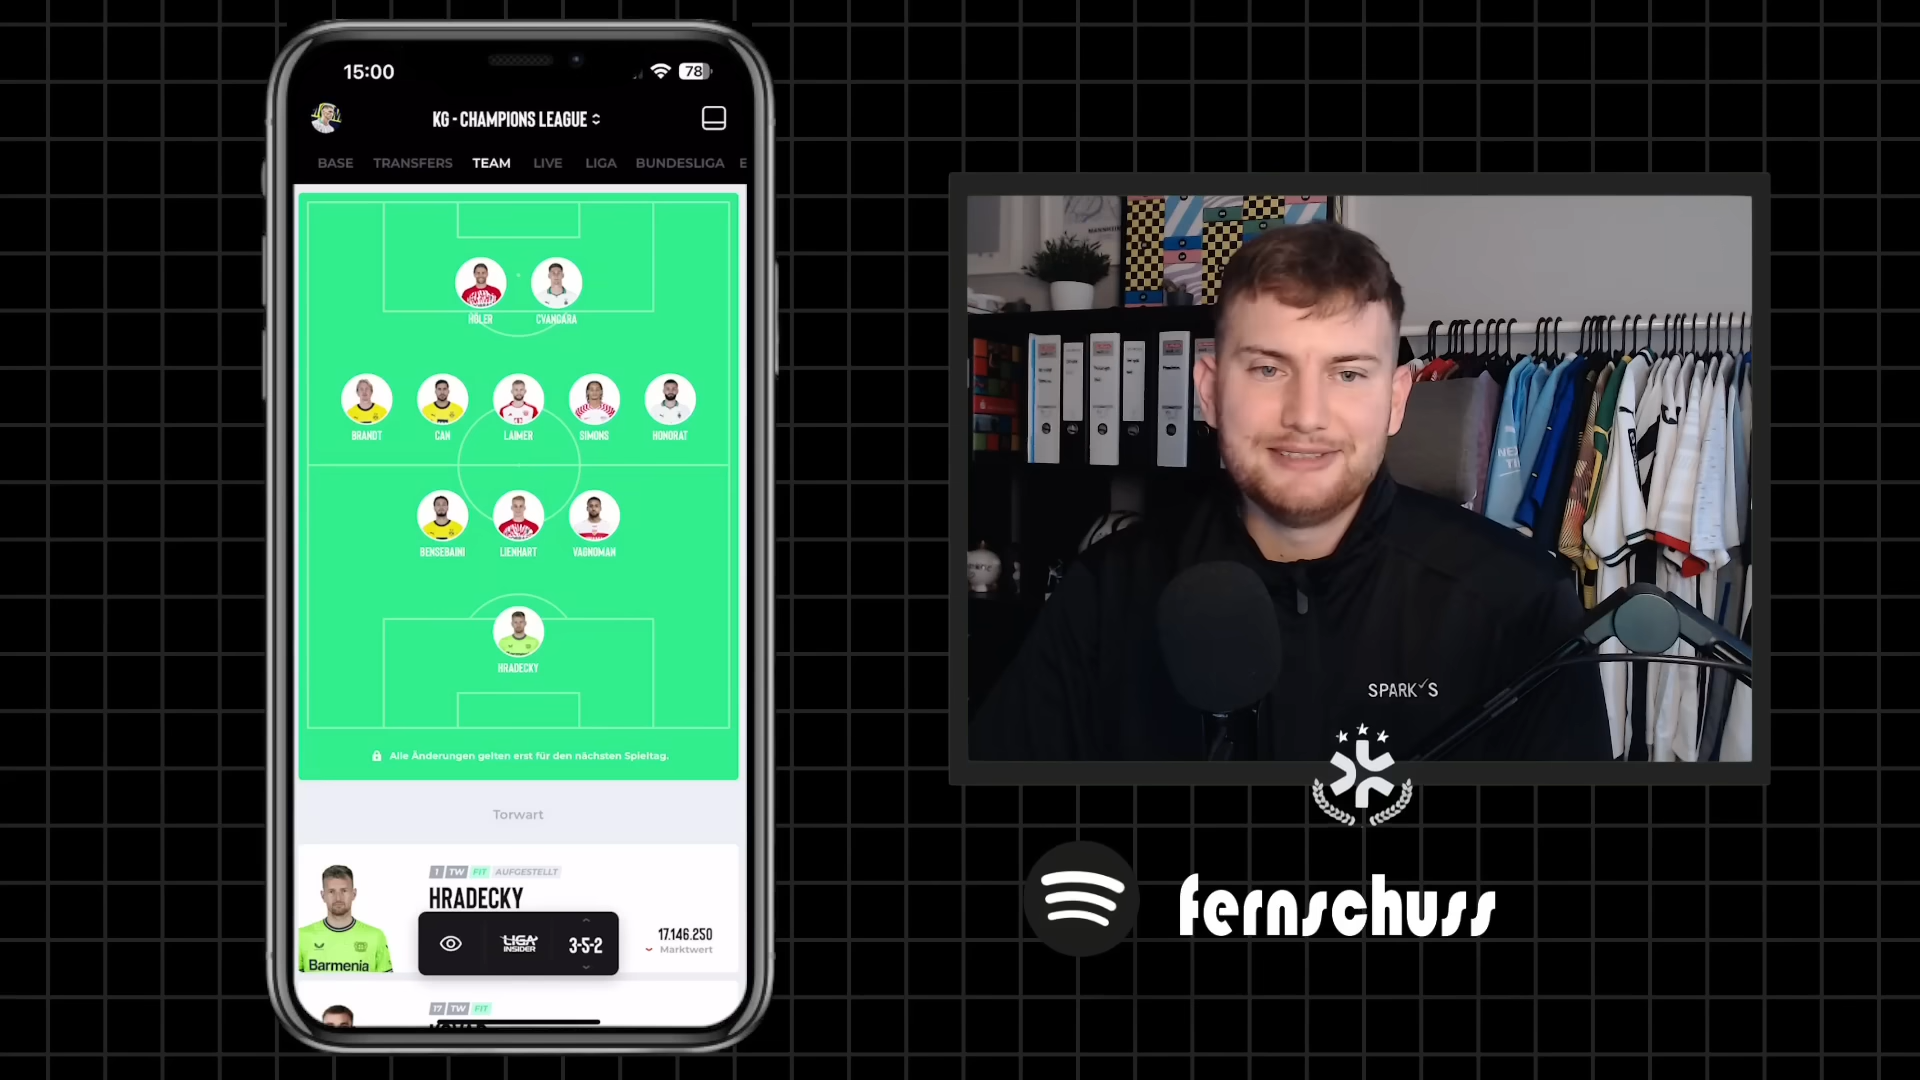 15:00
78
KG - CHAMPIONS LEAGUE
BASE TRANSFERS TEAM LIVE LIGA BUNDESLIGA E
HÖLER CVANCARA
BRANDT CAN LAIMER SIMONS HONORAT
BENSEBAINI LIENHART VAGNOMAN
HRADECKY
Alle Änderungen gelten erst für den nächsten Spieltag.
Torwart
1 TW FIT AUFGESTELLT
HRADECKY
17.146.250
Marktwert
LIGA INSIDER
3-5-2
Barmenia
17 TW FIT
SPARK✓S
fernschuss